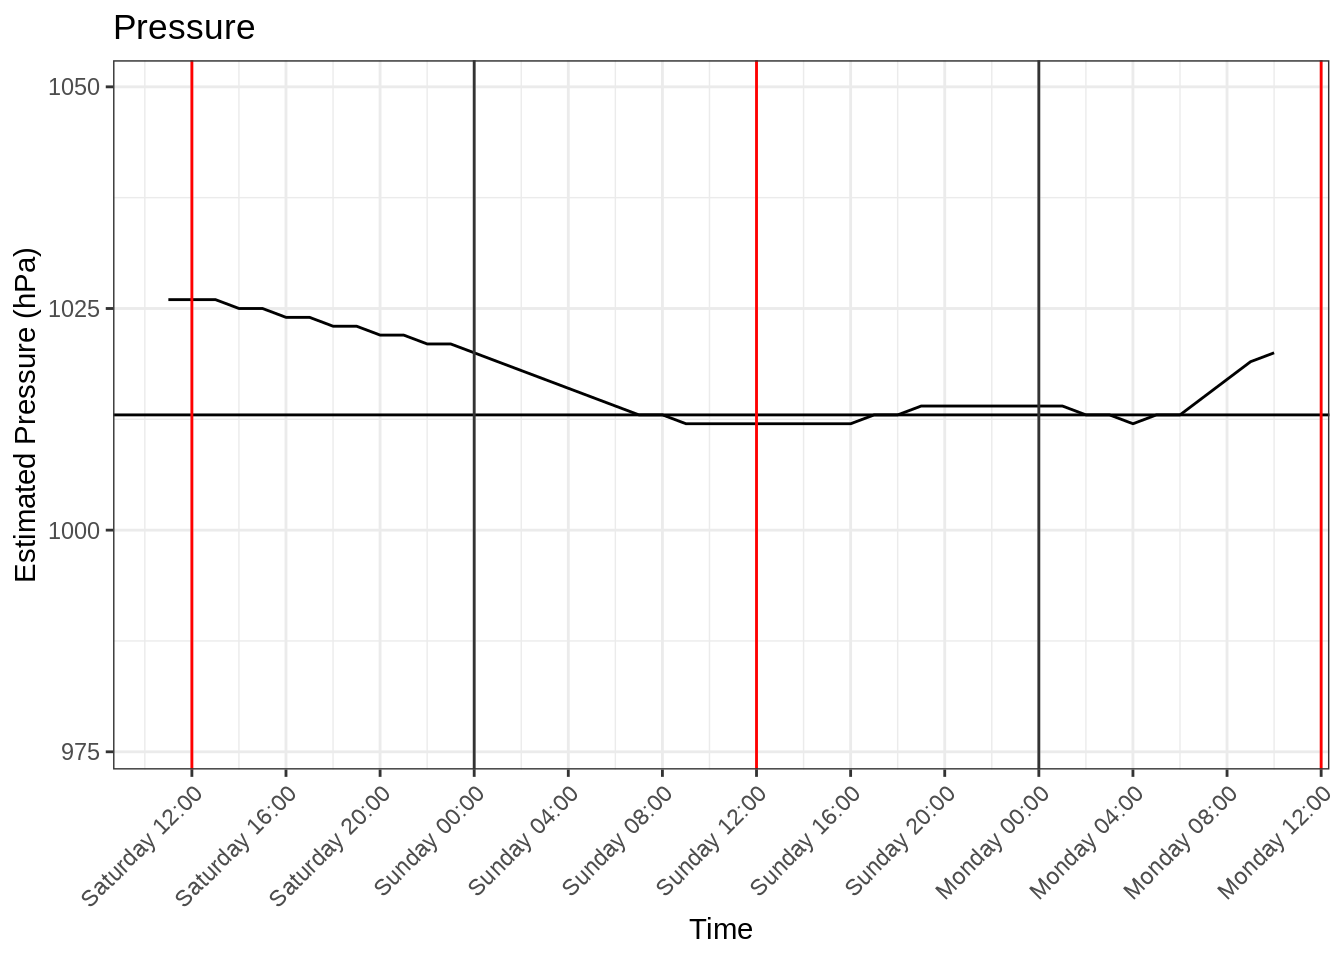 Pressure
Estimated Pressure (hPa)
1050
1025
1000
975
Saturday 12:00
Saturday 16:00
Saturday 20:00
Sunday 00:00
Sunday 04:00
Sunday 08:00
Sunday 12:00
Sunday 16:00
Sunday 20:00
Monday 00:00
Monday 04:00
Monday 08:00
Monday 12:00
Time